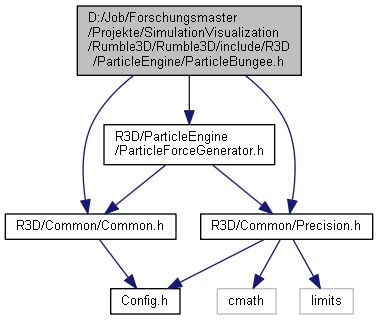 D:/Job/Forschungsmaster
/Projekte/SimulationVisualization
/Rumble3D/Rumble3D/include/R3D
/ParticleEngine/ParticleBungee.h
R3D/ParticleEngine
/ParticleForceGenerator.h
R3D/Common/Common.h
R3D/Common/Precision.h
Config.h
cmath
limits